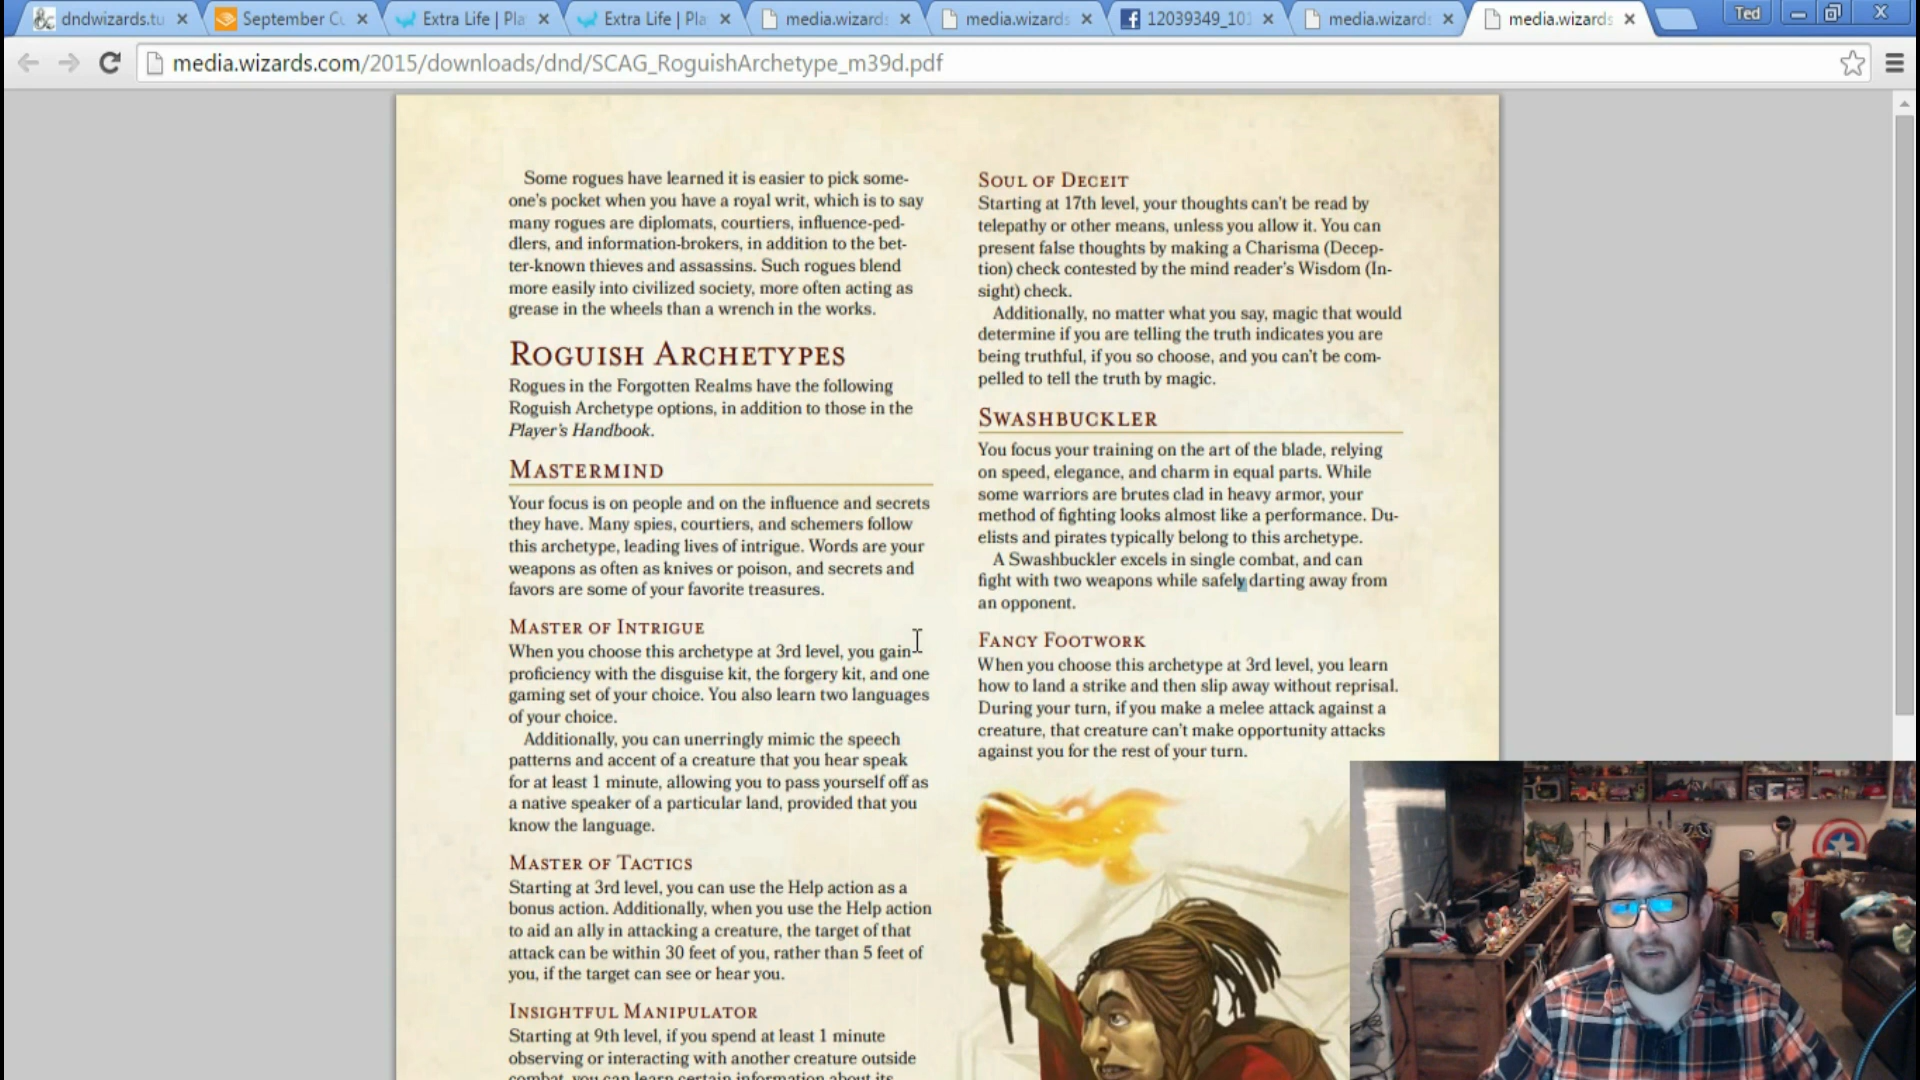 dndwizards.tu
September Cu
Extra Life | Pla
Extra Life | Pla
media.wizards
media.wizards
12039349_10
media.wizards
media.wizards
Ted
media.wizards.com/2015/downloads/dnd/SCAG_RoguishArchetype_m39d.pdf
Some rogues have learned it is easier to pick some-
one's pocket when you have a royal writ, which is to say
many rogues are diplomats, courtiers, influence-ped-
dlers, and information-brokers, in addition to the bet-
ter-known thieves and assassins. Such rogues blend
more easily into civilized society, more often acting as
grease in the wheels than a wrench in the works.
ROGUISH ARCHETYPES
Rogues in the Forgotten Realms have the following
Roguish Archetype options, in addition to those in the
Player's Handbook.
MASTERMIND
Your focus is on people and on the influence and secrets
they have. Many spies, courtiers, and schemers follow
this archetype, leading lives of intrigue. Words are your
weapons as often as knives or poison, and secrets and
favors are some of your favorite treasures.
MASTER OF INTRIGUE
When you choose this archetype at 3rd level, you gain
proficiency with the disguise kit, the forgery kit, and one
gaming set of your choice. You also learn two languages
of your choice.
Additionally, you can unerringly mimic the speech
patterns and accent of a creature that you hear speak
for at least 1 minute, allowing you to pass yourself off as
a native speaker of a particular land, provided that you
know the language.
MASTER OF TACTICS
Starting at 3rd level, you can use the Help action as a
bonus action. Additionally, when you use the Help action
to aid an ally in attacking a creature, the target of that
attack can be within 30 feet of you, rather than 5 feet of
you, if the target can see or hear you.
INSIGHTFUL MANIPULATOR
Starting at 9th level, if you spend at least 1 minute
observing or interacting with another creature outside
combat, you can learn certain information about its
SOUL OF DECEIT
Starting at 17th level, your thoughts can't be read by
telepathy or other means, unless you allow it. You can
present false thoughts by making a Charisma (Decep-
tion) check contested by the mind reader's Wisdom (In-
sight) check.
Additionally, no matter what you say, magic that would
determine if you are telling the truth indicates you are
being truthful, if you so choose, and you can't be com-
pelled to tell the truth by magic.
SWASHBUCKLER
You focus your training on the art of the blade, relying
on speed, elegance, and charm in equal parts. While
some warriors are brutes clad in heavy armor, your
method of fighting looks almost like a performance. Du-
elists and pirates typically belong to this archetype.
A Swashbuckler excels in single combat, and can
fight with two weapons while safely darting away from
an opponent.
FANCY FOOTWORK
When you choose this archetype at 3rd level, you learn
how to land a strike and then slip away without reprisal.
During your turn, if you make a melee attack against a
creature, that creature can't make opportunity attacks
against you for the rest of your turn.